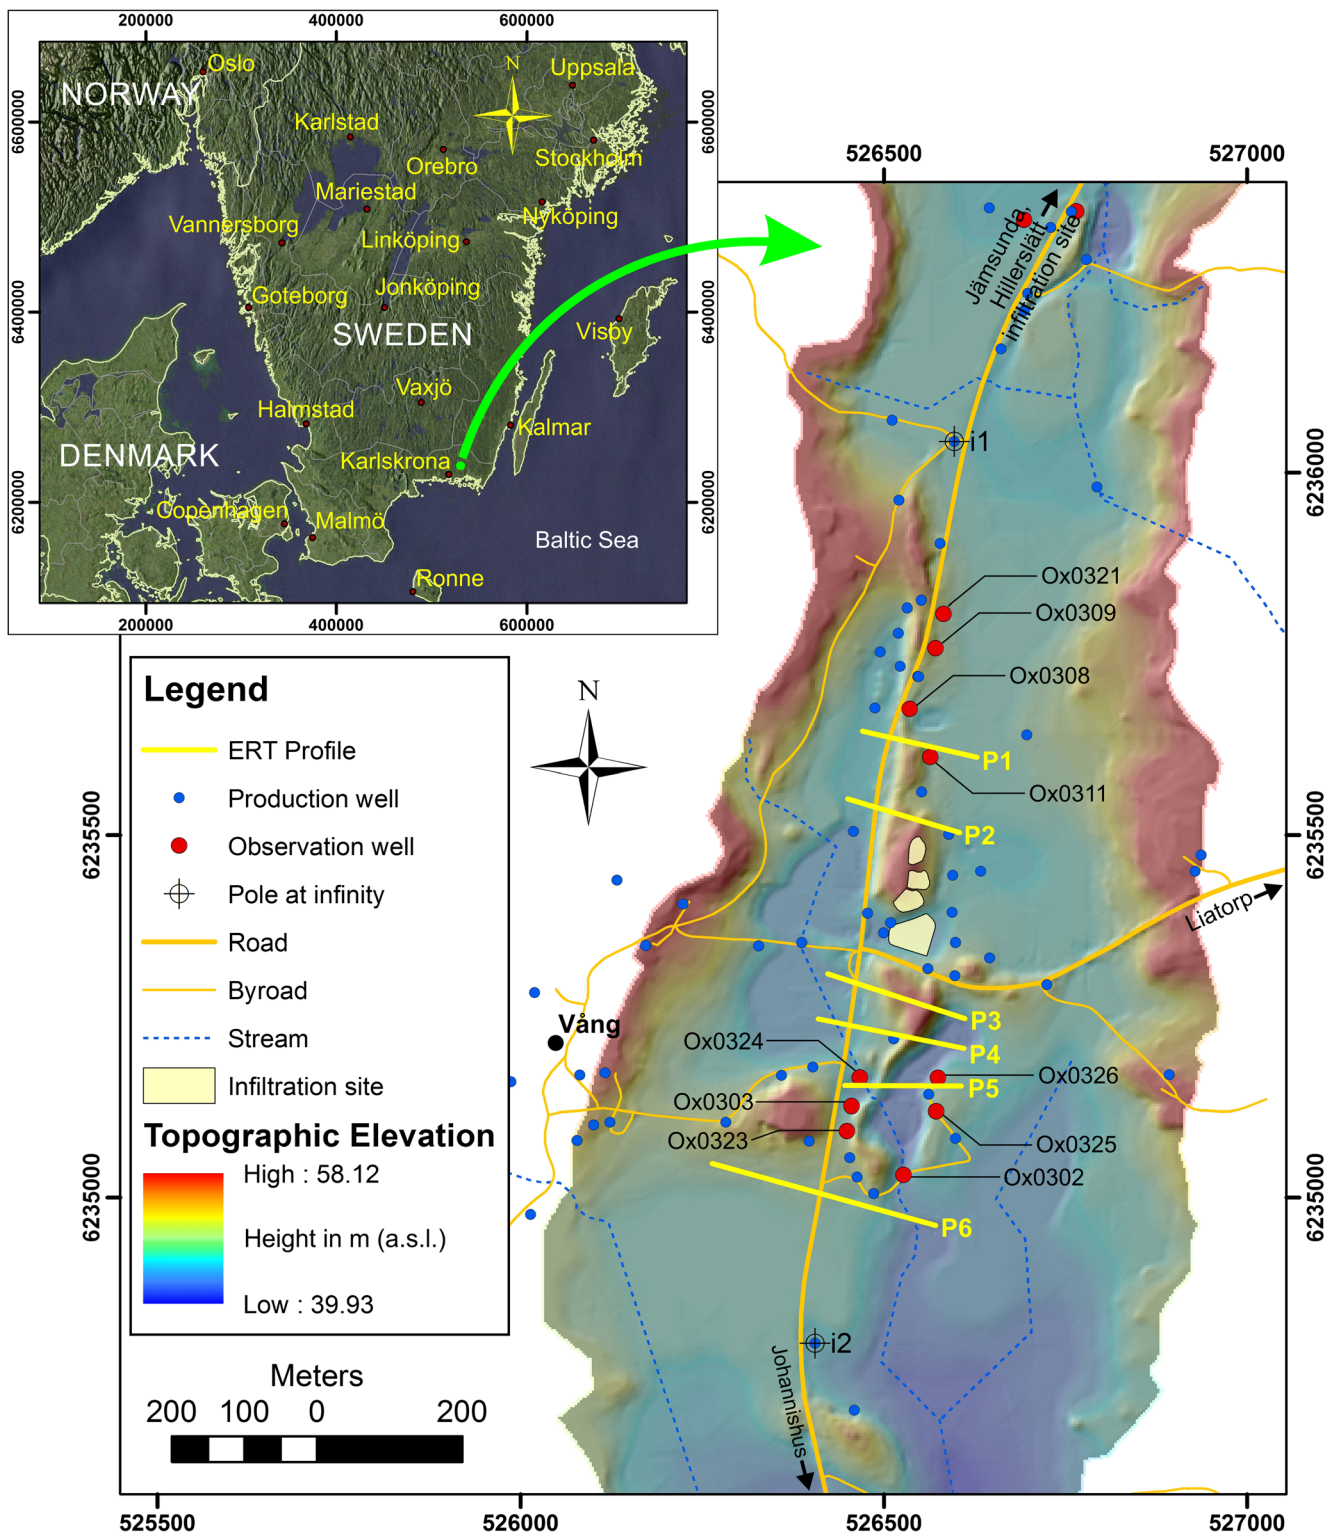 200000
400000
600000
Oslo
NORWAY
N
Uppsala
Karlstad
Orebro
Stockholm
Mariestad
Vannersborg
Nyköping
Linköping
Goteborg
Jonköping
SWEDEN
Visby
Vaxjö
Halmstad
Kalmar
DENMARK
Karlskrona
Copenhagen
Malmö
Baltic Sea
Ronne
6600000
6400000
6200000
6600000
6400000
6200000
200000
400000
600000
526500
527000
Jämsunda,
Hillerslätt
infiltration site
i1
6236000
Ox0321
Ox0309
Ox0308
P1
Ox0311
P2
6235500
6235500
Liatorp
P3
Vång
Ox0324
P4
Ox0326
P5
Ox0303
Ox0323
Ox0325
Ox0302
6235000
6235000
P6
i2
Johannishus
N
Legend
ERT Profile
Production well
Observation well
Pole at infinity
Road
Byroad
Stream
Infiltration site
Topographic Elevation
High : 58.12
Height in m (a.s.l.)
Low : 39.93
Meters
200 100 0 200
525500
526000
526500
527000